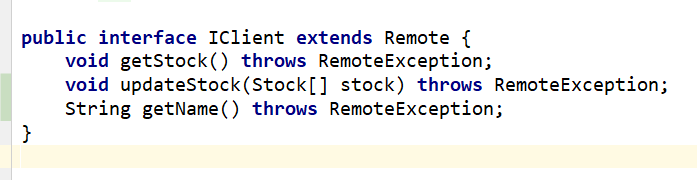 public interface IClient extends Remote {
    void getStock() throws RemoteException;
    void updateStock(Stock[] stock) throws RemoteException;
    String getName() throws RemoteException;
}